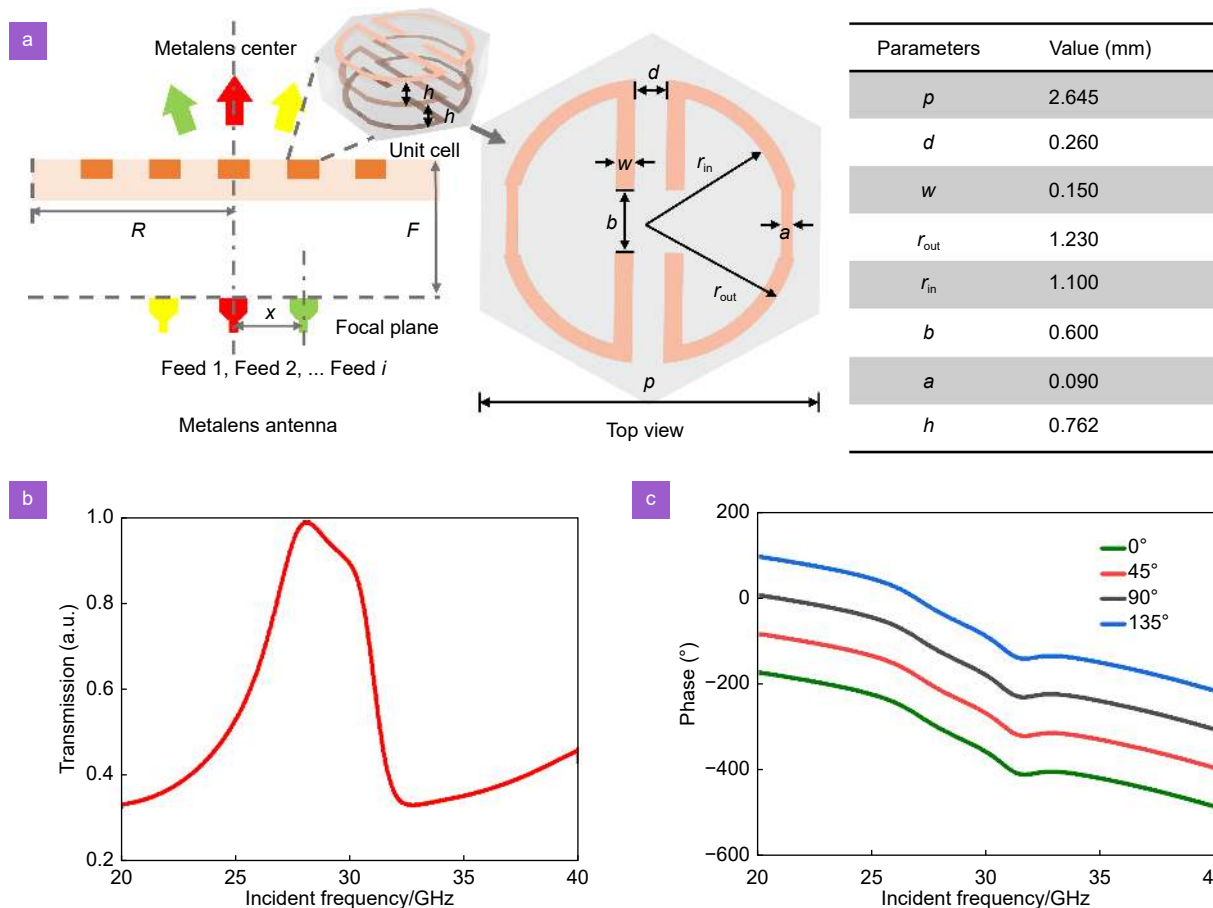 a
Metalens center
h
h
Unit cell
R
F
x
Focal plane
Feed 1, Feed 2, ... Feed i
Metalens antenna
d
w
r_in
b
a
r_out
p
Top view
Parameters Value (mm)
p 2.645
d 0.260
w 0.150
r_out 1.230
r_in 1.100
b 0.600
a 0.090
h 0.762
b
1.0
0.8
0.6
0.4
0.2
Transmission (a.u.)
20 25 30 35 40
Incident frequency/GHz
c
200
0
−200
−400
−600
Phase (°)
0°
45°
90°
135°
20 25 30 35
Incident frequency/GHz